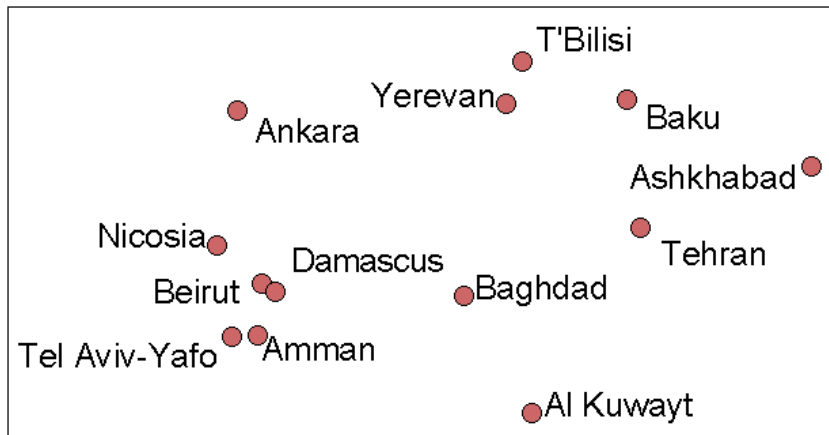 T'Bilisi
Yerevan
Baku
Ankara
Ashkhabad
Nicosia
Tehran
Damascus
Beirut
Baghdad
Tel Aviv-Yafo
Amman
Al Kuwayt